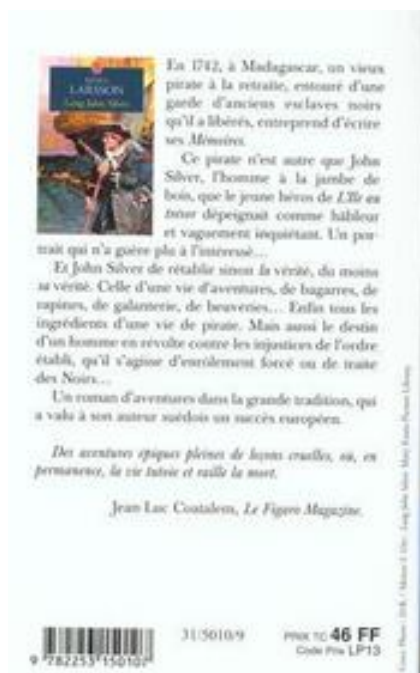 LARSSON
Long John Silver
En 1742, à Madagascar, un vieux
pirate à la retraite, entouré d'une
garde d'anciens esclaves noirs
qu'il a libérés, entreprend d'écrire
ses Mémoires.
Ce pirate n'est autre que John
Silver, l'homme à la jambe de
bois, que le jeune héros de L'Ile au
trésor dépeignait comme hâbleur
et vaguement inquiétant. Un por-
trait qui n'a guère plu à l'intéressé...
Et John Silver de rétablir sinon la vérité, du moins
sa vérité. Celle d'une vie d'aventures, de bagarres, de
rapines, de galanterie, de beuveries... Enfin tous les
ingrédients d'une vie de pirate. Mais aussi le destin
d'un homme en révolte contre les injustices de l'ordre
établi, qu'il s'agisse d'enrôlement forcé ou de traite
des Noirs...
Un roman d'aventures dans la grande tradition, qui
a valu à son auteur suédois un succès européen.
Des aventures épiques pleines de leçons cruelles, où, en
permanence, la vie tutoie et raille la mort.
Jean-Luc Coatalem, Le Figaro Magazine.
31/5010/9
PRIX TC 46 FF
Code Prix LP13
9 782253 150107